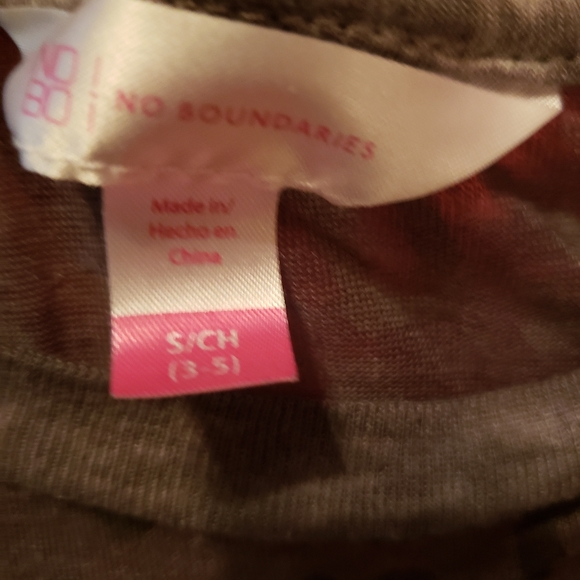 NO
BO
NO BOUNDARIES
Made in/
Hecho en
China
S/CH
(3-5)